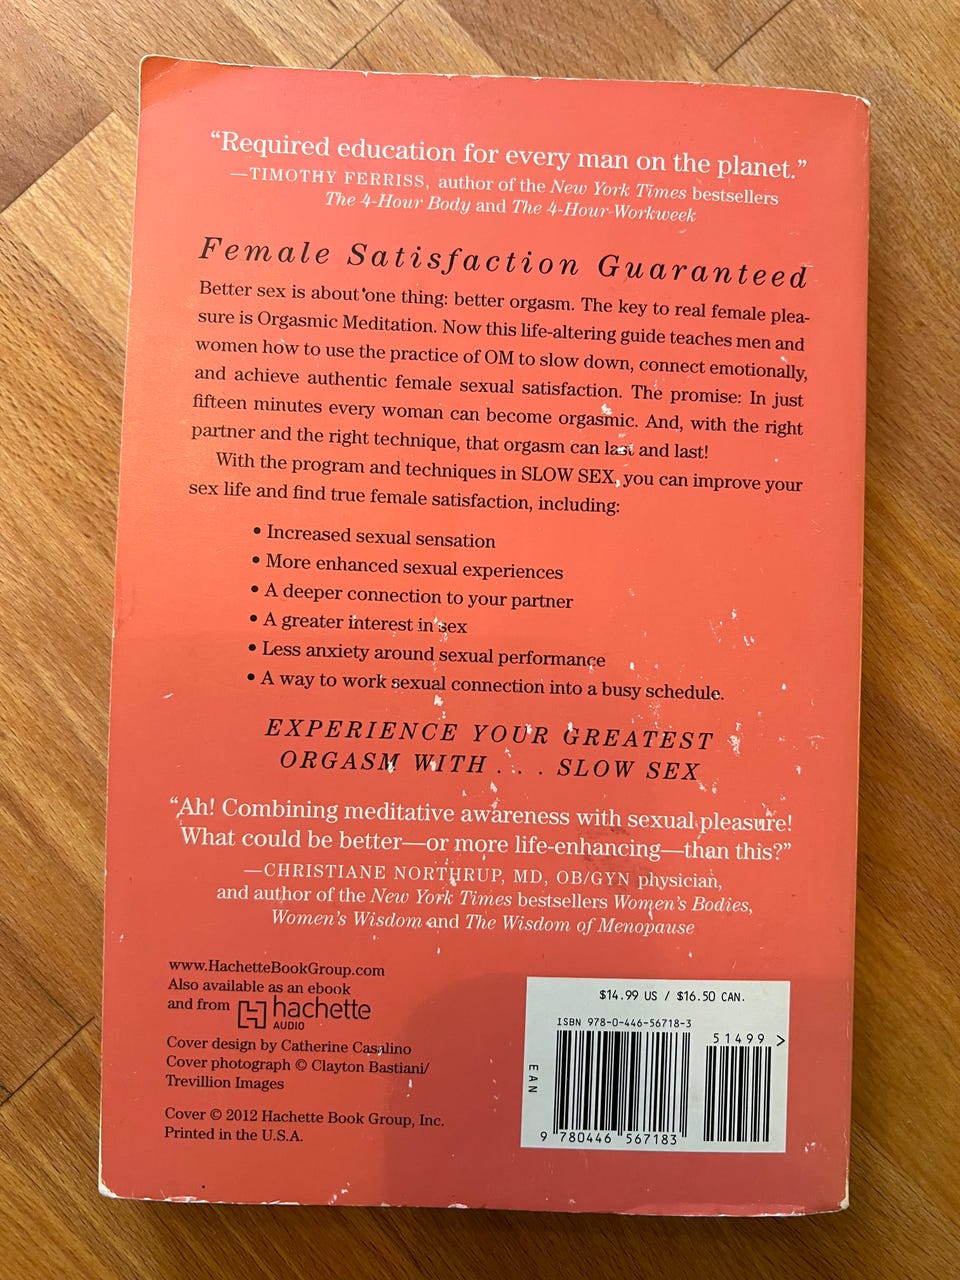 “Required education for every man on the planet.”
—TIMOTHY FERRISS, author of the New York Times bestsellers
The 4-Hour Body and The 4-Hour Workweek
Female Satisfaction Guaranteed
Better sex is about one thing: better orgasm. The key to real female plea-
sure is Orgasmic Meditation. Now this life-altering guide teaches men and
women how to use the practice of OM to slow down, connect emotionally,
and achieve authentic female sexual satisfaction. The promise: In just
fifteen minutes every woman can become orgasmic. And, with the right
partner and the right technique, that orgasm can last and last!
With the program and techniques in SLOW SEX, you can improve your
sex life and find true female satisfaction, including:
• Increased sexual sensation
• More enhanced sexual experiences
• A deeper connection to your partner
• A greater interest in sex
• Less anxiety around sexual performance
• A way to work sexual connection into a busy schedule.
EXPERIENCE YOUR GREATEST
ORGASM WITH . . . SLOW SEX
“Ah! Combining meditative awareness with sexual pleasure!
What could be better—or more life-enhancing—than this?”
—CHRISTIANE NORTHRUP, MD, OB/GYN physician,
and author of the New York Times bestsellers Women's Bodies,
Women's Wisdom and The Wisdom of Menopause
www.HachetteBookGroup.com
Also available as an ebook
and from hachette
AUDIO
Cover design by Catherine Casalino
Cover photograph © Clayton Bastiani/
Trevillion Images
Cover © 2012 Hachette Book Group, Inc.
Printed in the U.S.A.
$14.99 US / $16.50 CAN.
ISBN 978-0-446-56718-3
51499 >
EAN
9 780446 567183